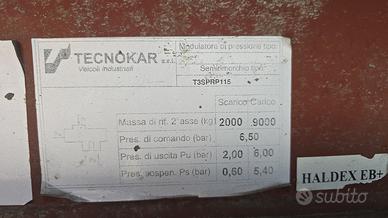 TECNOKAR s.r.l.
Veicoli Industriali
Modulatore di pressione tipo:
Semirimorchio tipo:
T3SPRP115
Scarico Carico
Massa di rif. 2°asse (kg) 2000 9000
Pres. di comando (bar) 6,50
Pres. di uscita Pu (bar) 2,00 6,00
Pres. sospen. Ps (bar) 0,60 5,40
HALDEX EB+
subito